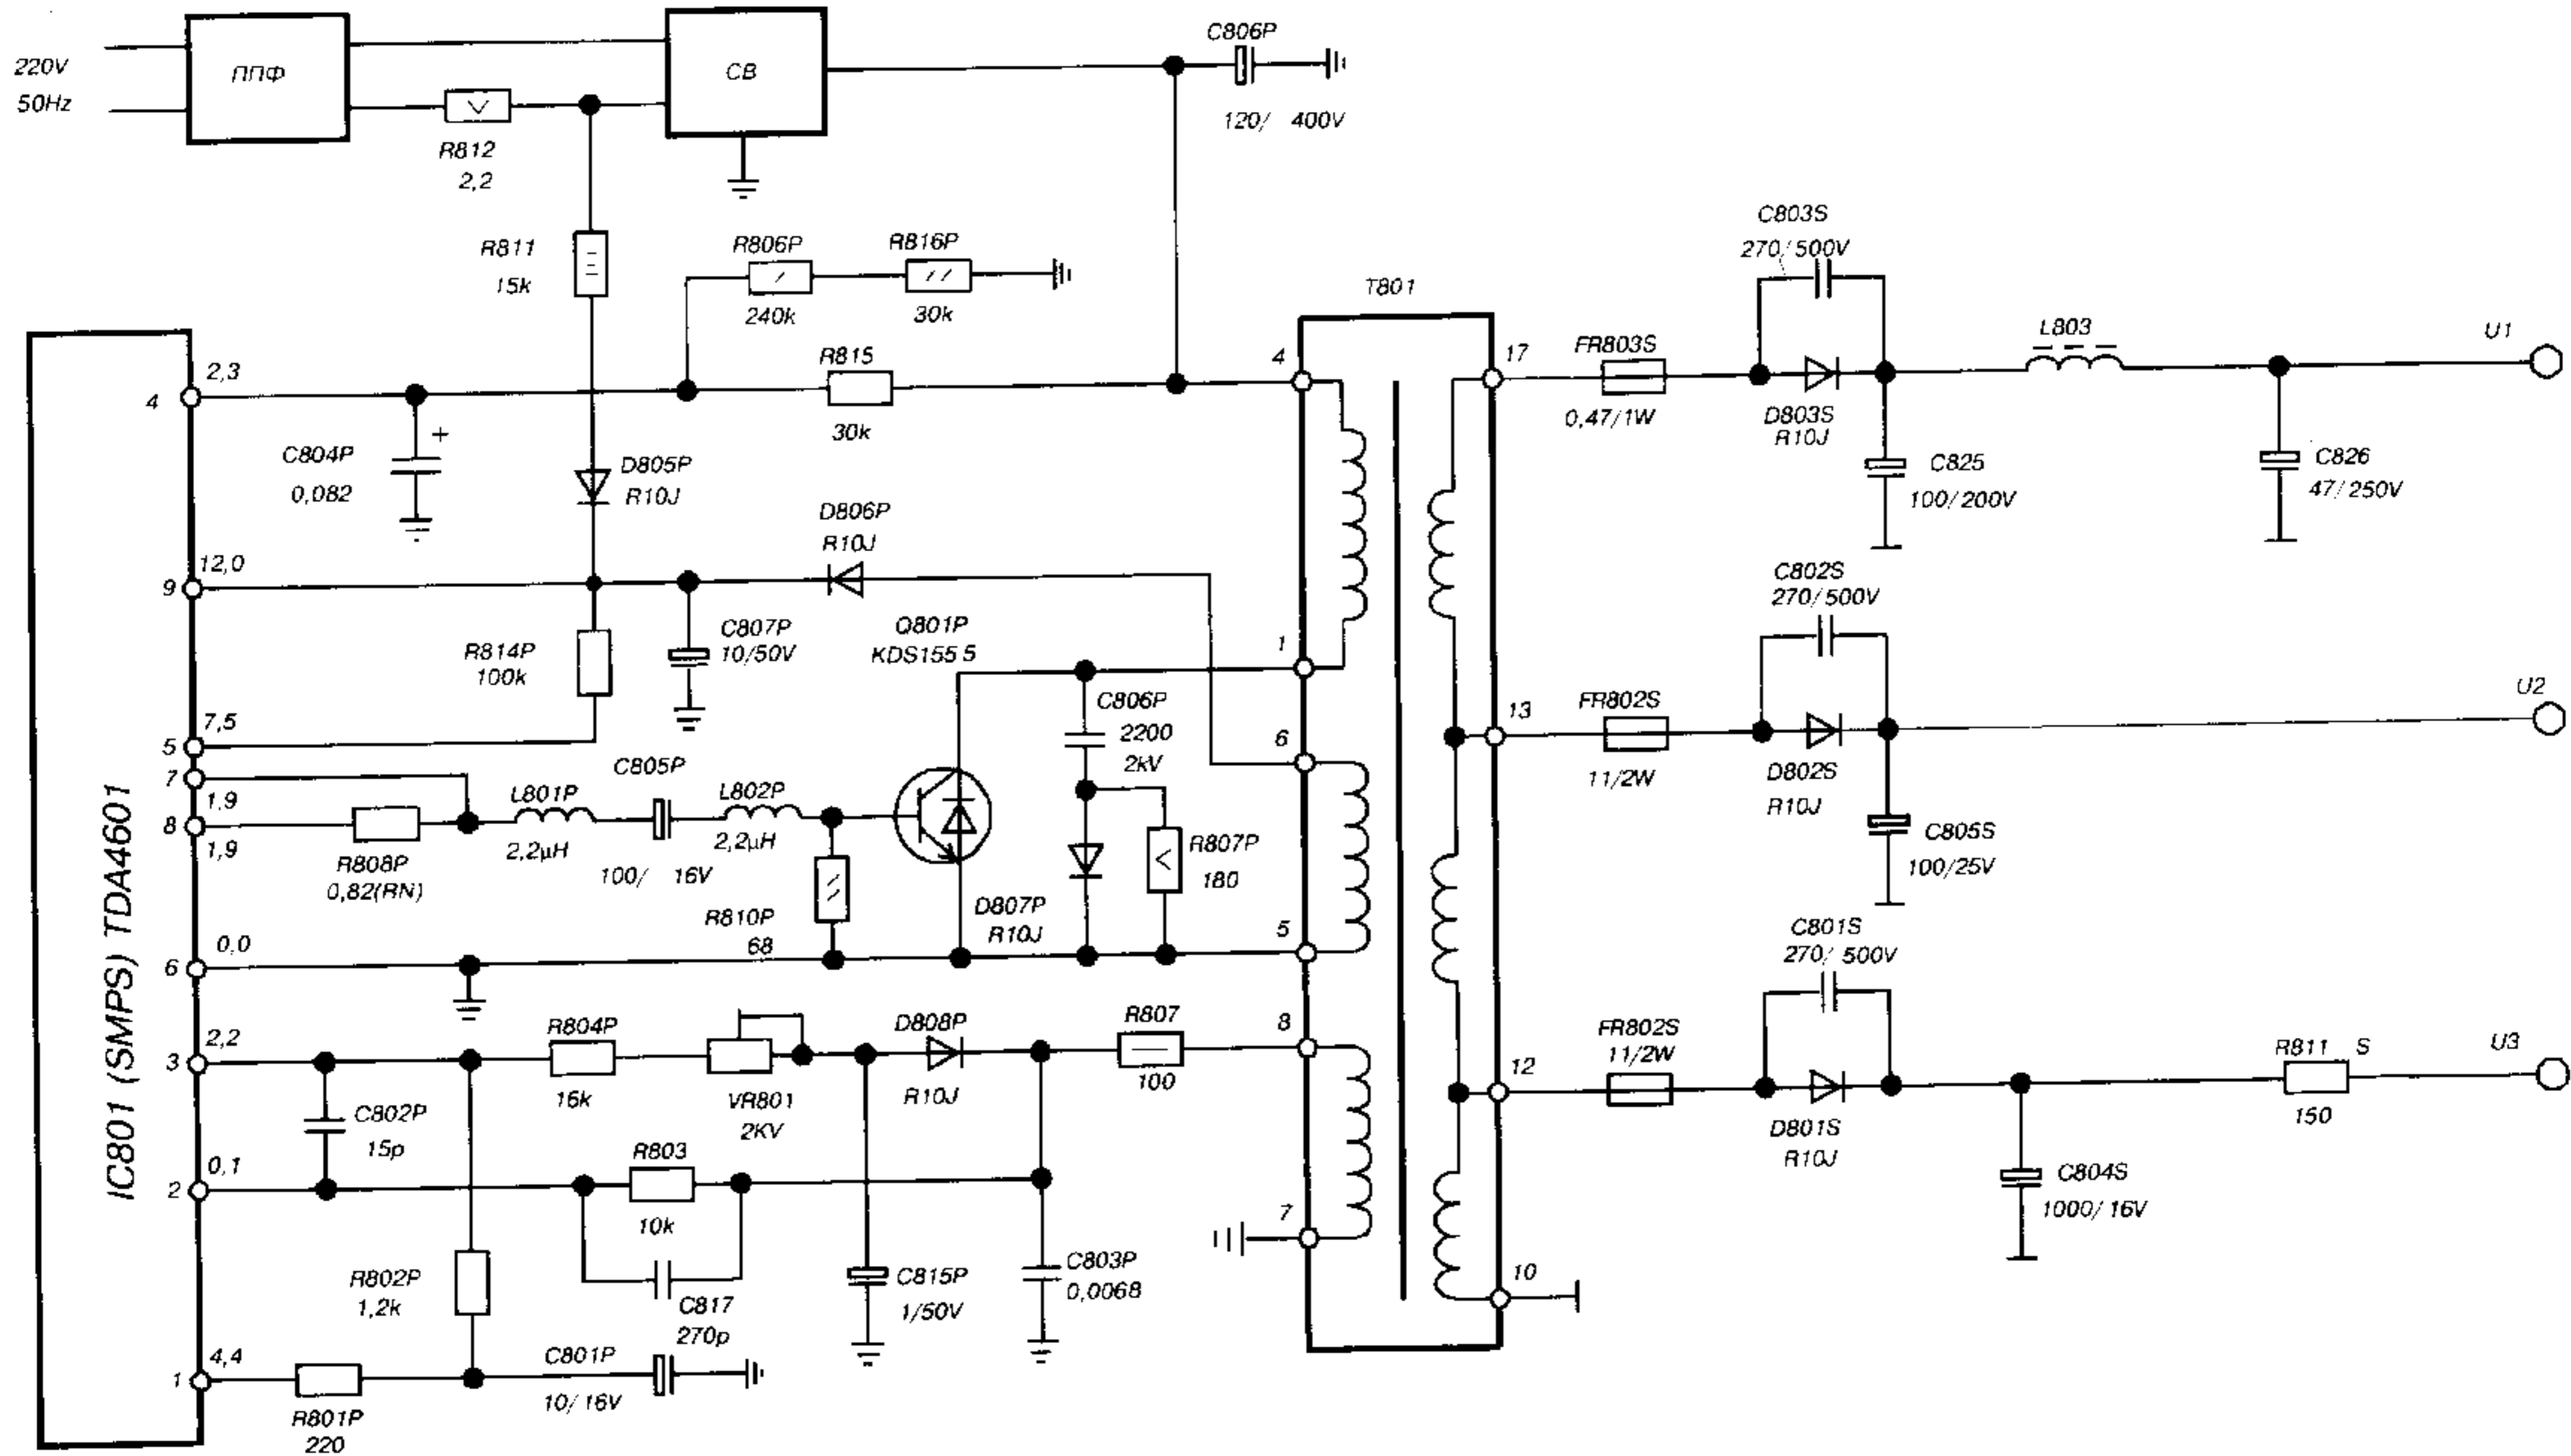 220V
50Hz
ППФ
СВ
R812
2,2
C806P
120/ 400V
R811
15k
R806P
240k
R816P
30k
R815
30k
T801
4
2,3
C804P
+
0,082
D805P
R10J
D806P
R10J
9
12,0
C807P
10/50V
R814P
100k
Q801P
KDS155 5
5
7,5
7
1,9
8
1,9
R808P
0,82(RN)
L801P
2,2µH
C805P
100/ 16V
L802P
2,2µH
R810P
68
C806P
2200
2kV
D807P
R10J
R807P
180
6
0,0
IC801 (SMPS) TDA4601
3
2,2
R804P
16k
VR801
2KV
D808P
R10J
R807
100
C802P
15p
2
0,1
R803
10k
C817
270p
R802P
1,2k
C815P
1/50V
C803P
0,0068
1
4,4
R801P
220
C801P
10/16V
4
1
6
5
8
7
17
13
12
10
FR803S
0,47/1W
C803S
270/500V
D803S
R10J
L803
U1
C825
100/200V
C826
47/250V
FR802S
11/2W
C802S
270/500V
D802S
R10J
U2
C805S
100/25V
FR802S
11/2W
C801S
270/ 500V
D801S
R10J
R811 S
150
U3
C804S
1000/16V